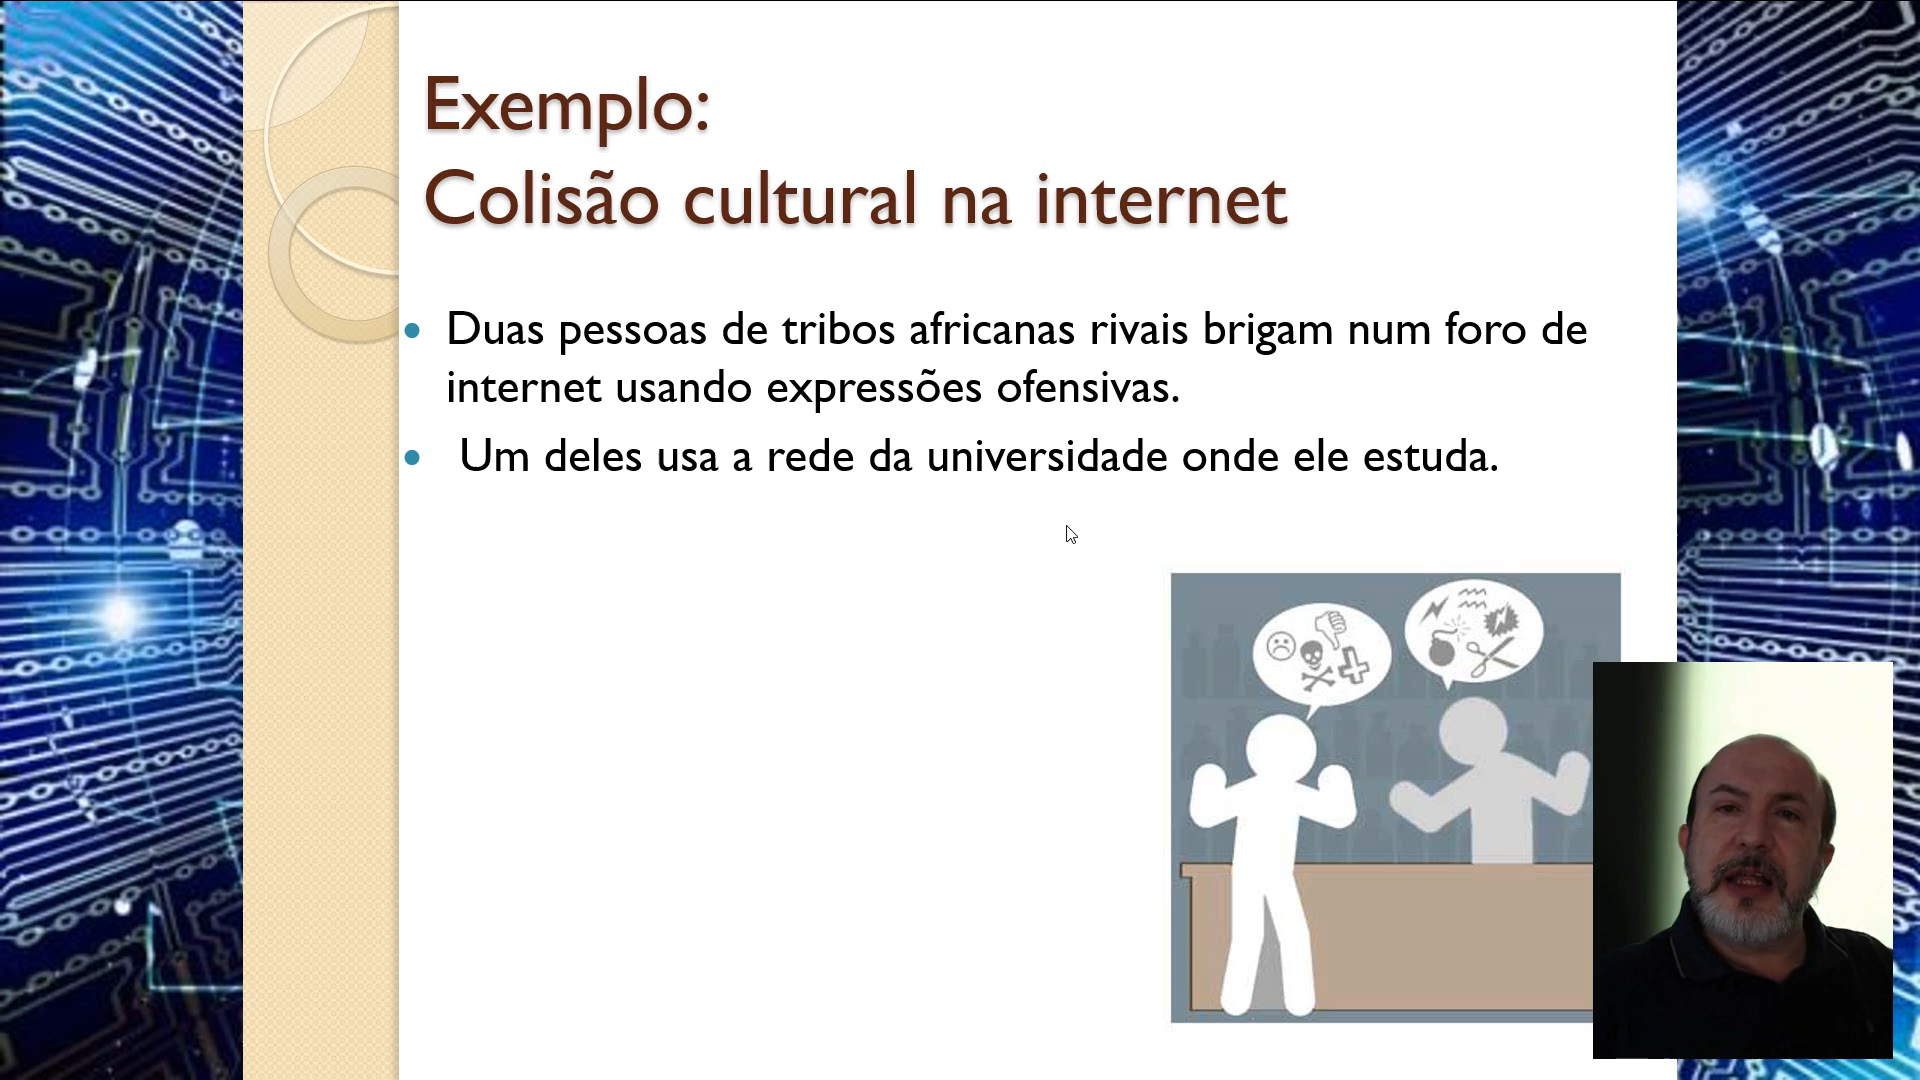 Exemplo:
Colisão cultural na internet
Duas pessoas de tribos africanas rivais brigam num foro de
internet usando expressões ofensivas.
Um deles usa a rede da universidade onde ele estuda.